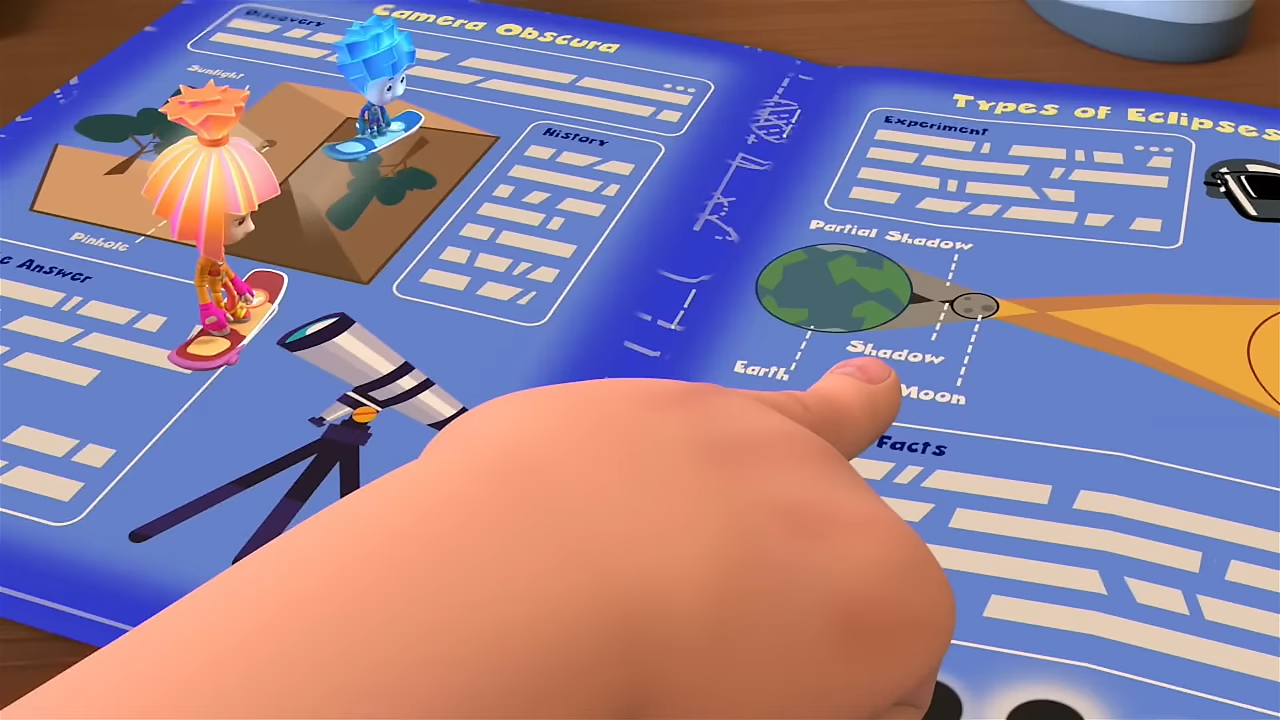 Camera Obscura
Discovery
Sunlight
History
Pinhole
Answer
Types of Eclipses
Experiment
Partial Shadow
Shadow
Earth
Moon
Facts